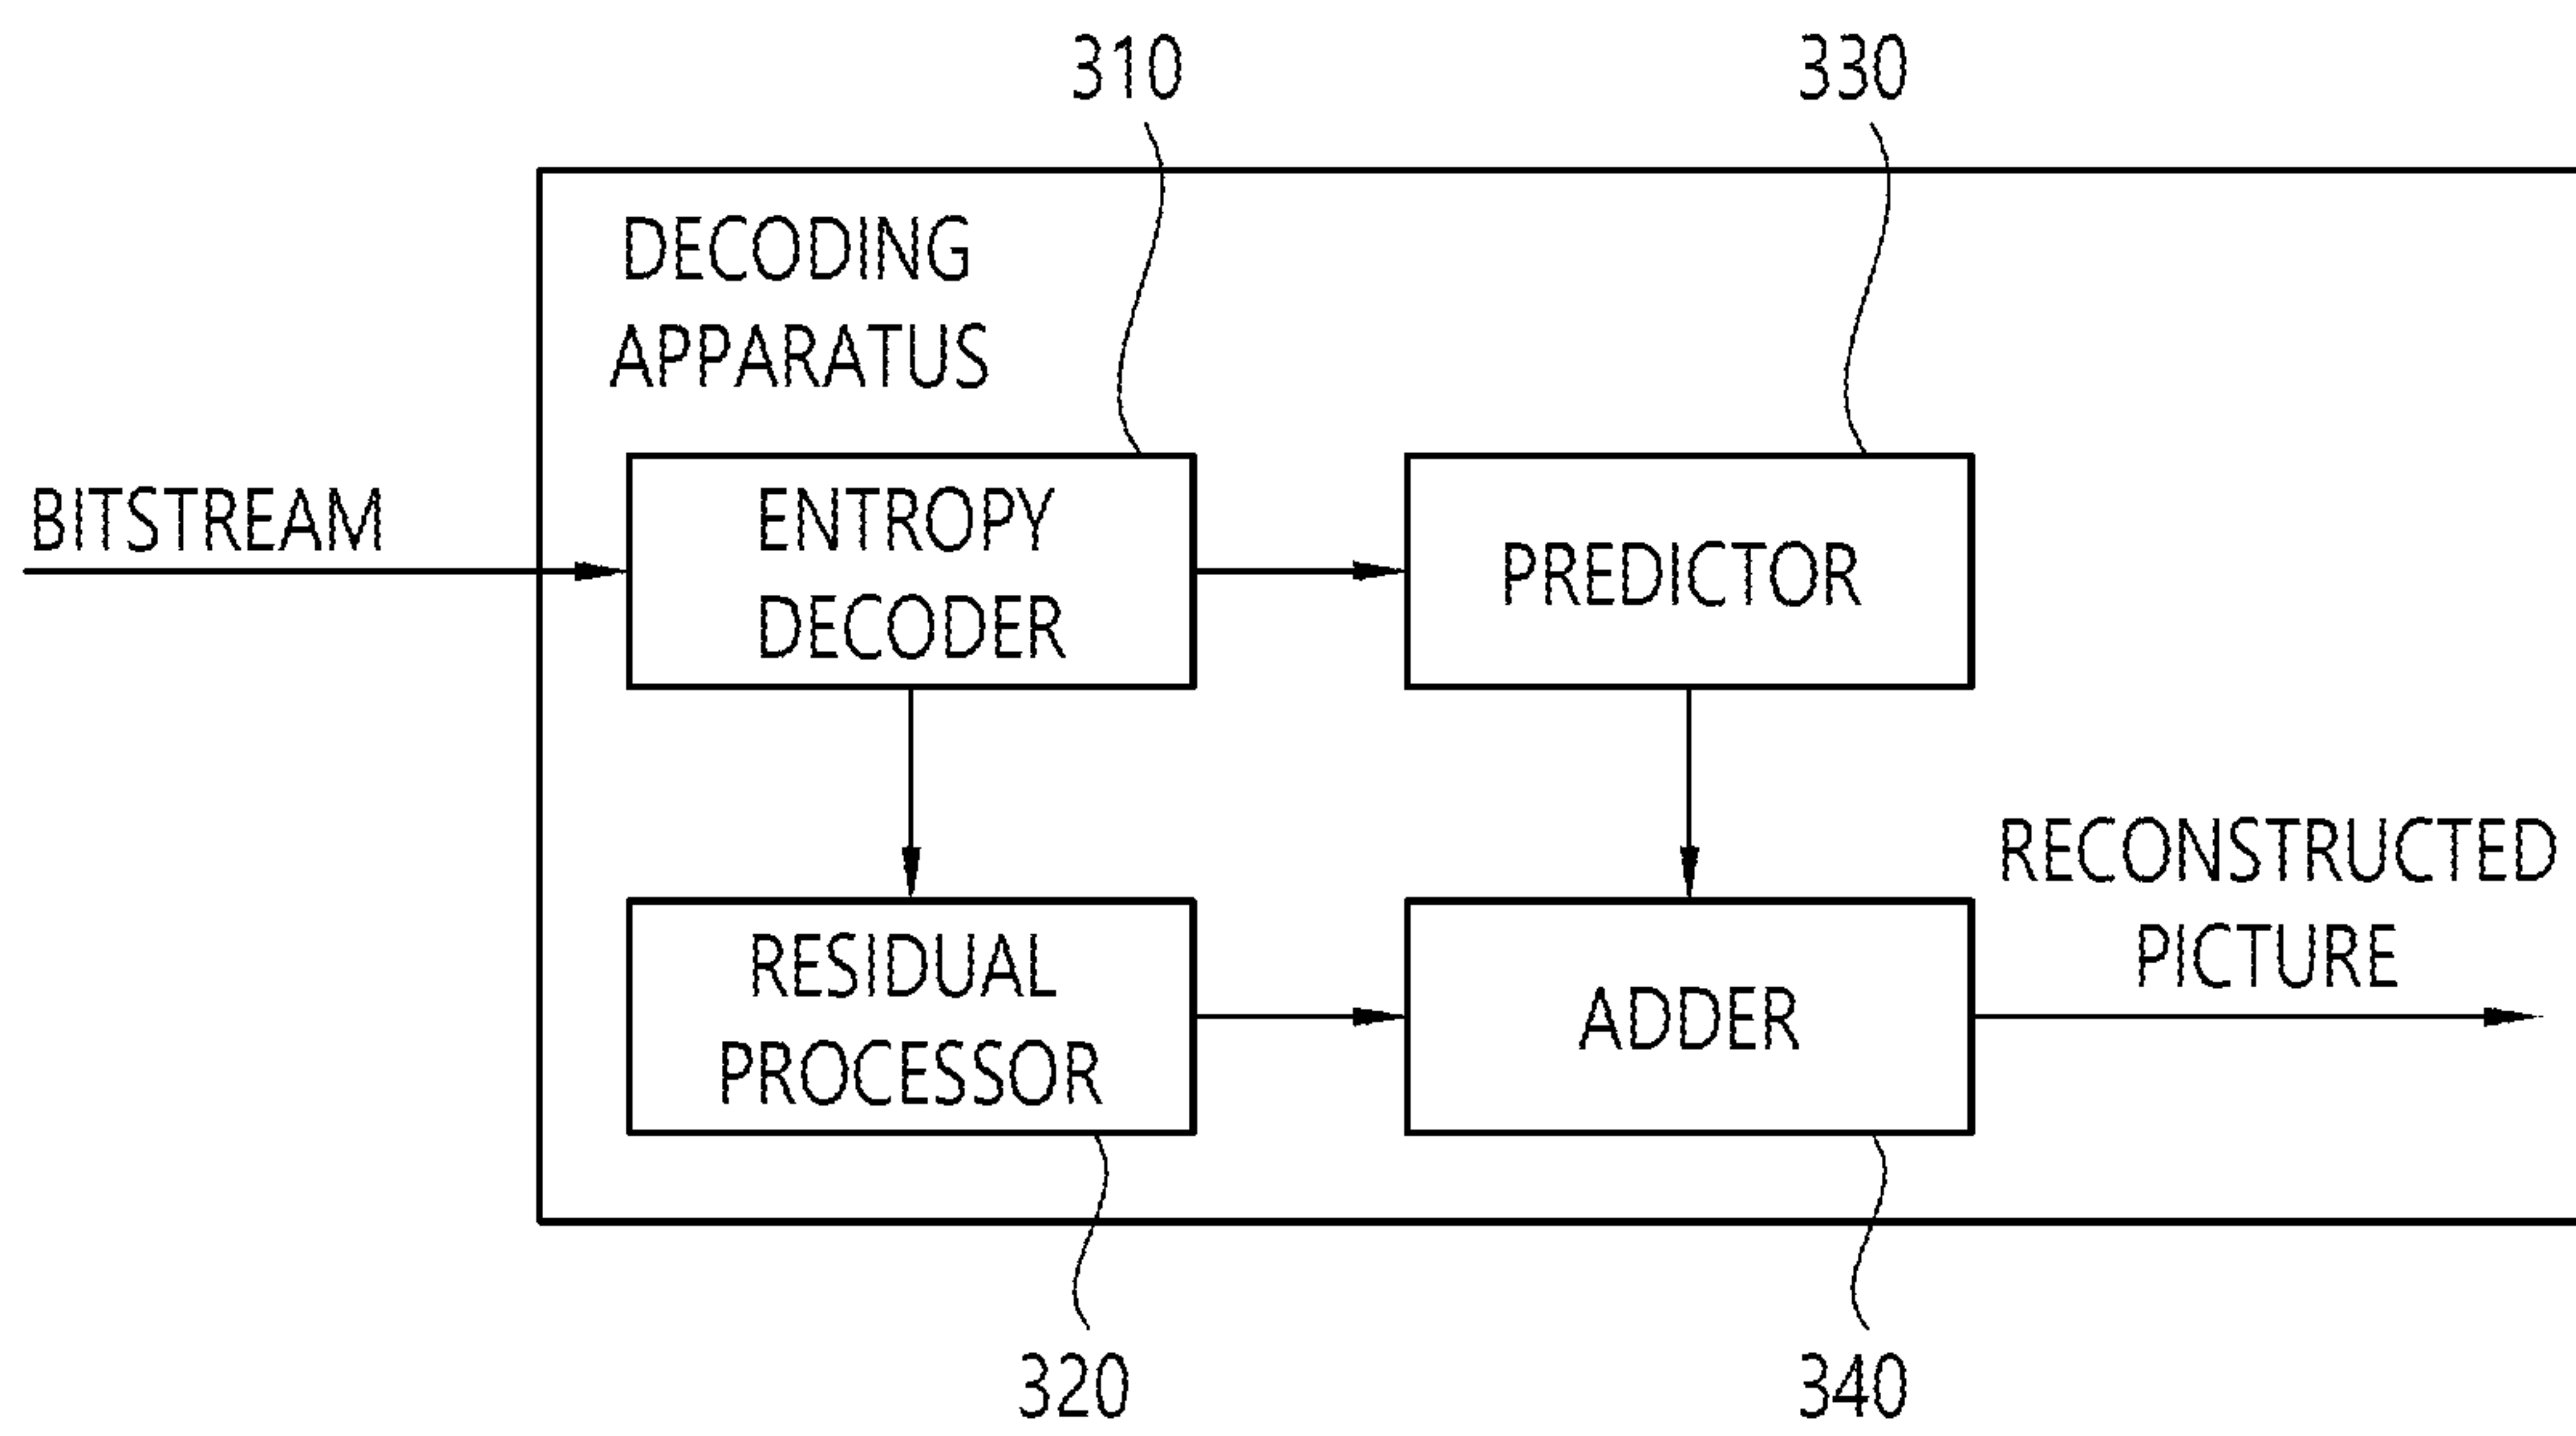 310
330
DECODING
APPARATUS
BITSTREAM
ENTROPY
DECODER
PREDICTOR
RECONSTRUCTED
PICTURE
RESIDUAL
PROCESSOR
ADDER
320
340